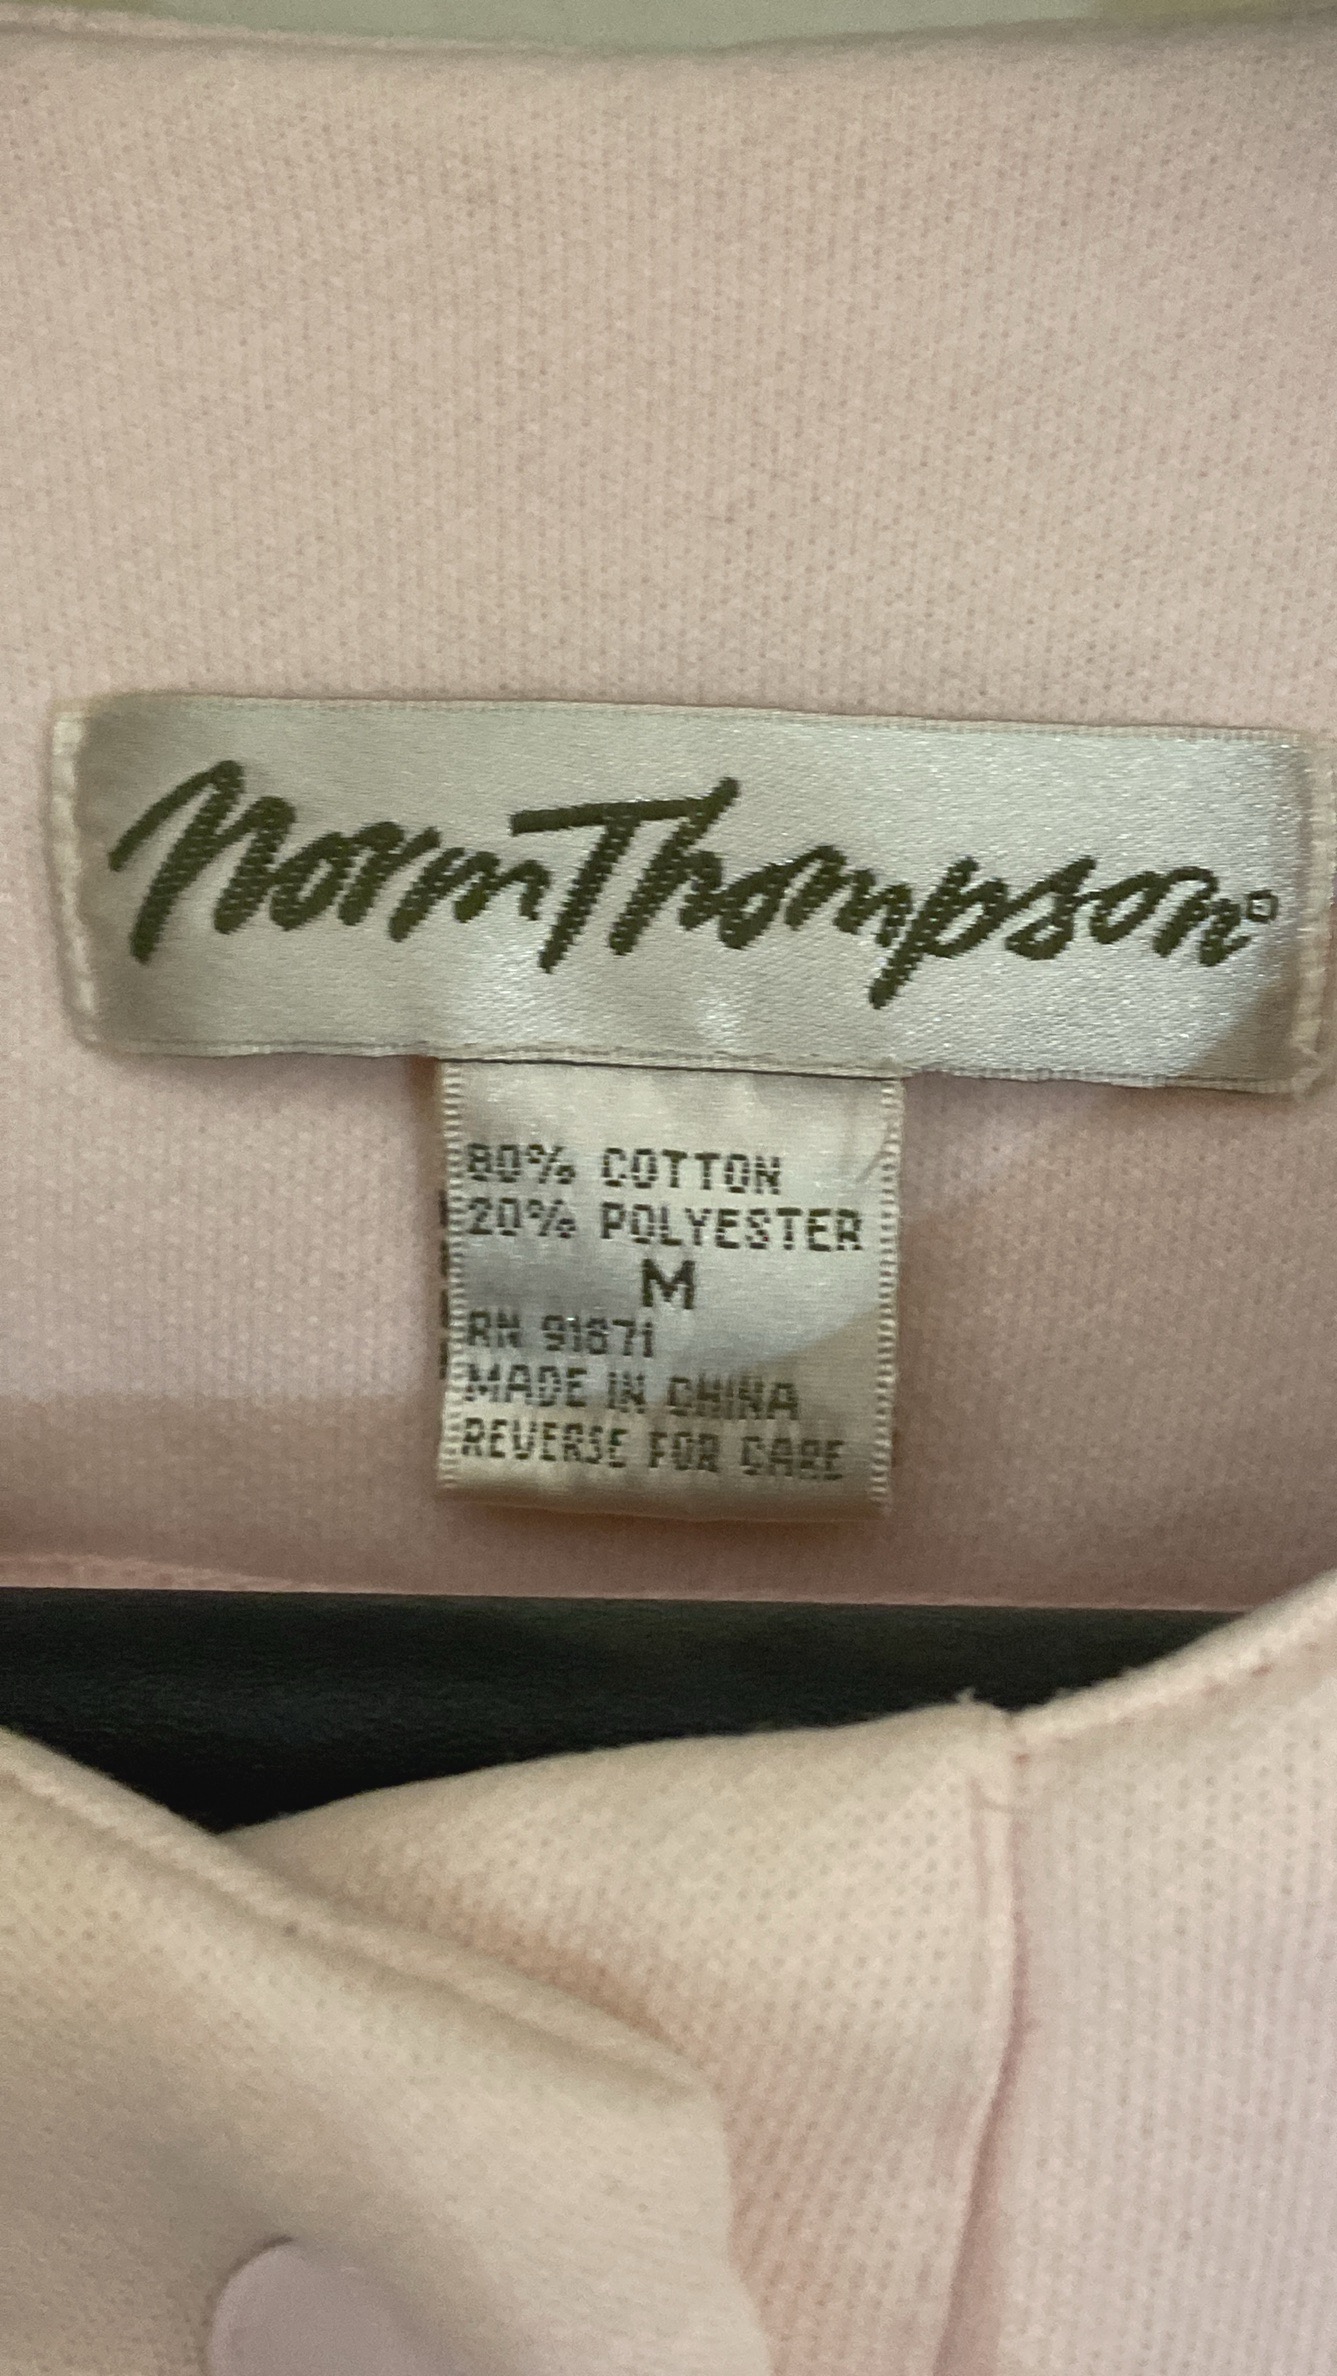 Norm Thompson
80% COTTON
20% POLYESTER
M
RN 91871
MADE IN CHINA
REVERSE FOR CARE